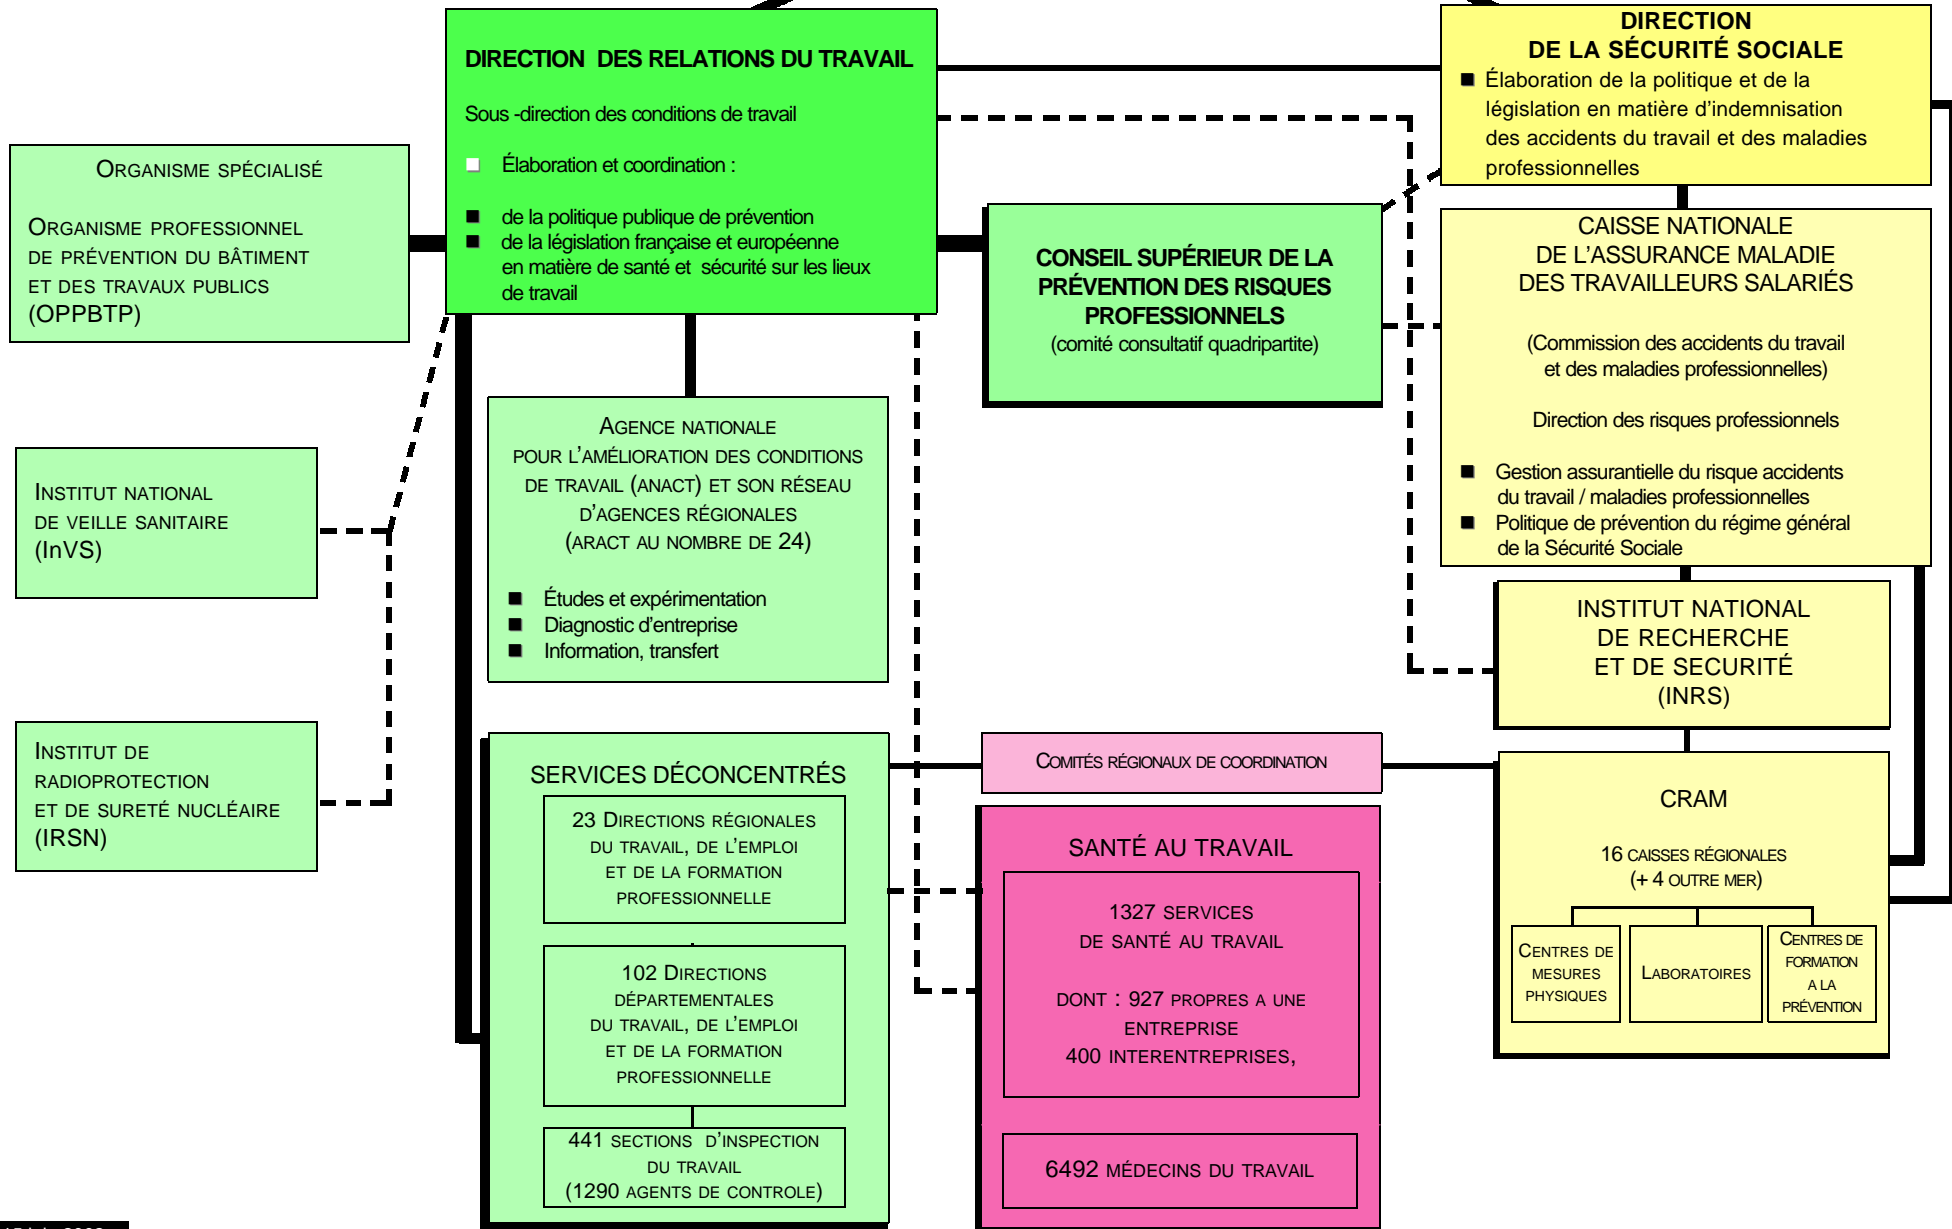 DIRECTION DES RELATIONS DU TRAVAIL
Sous -direction des conditions de travail
Élaboration et coordination :
de la politique publique de prévention
de la législation française et européenne
en matière de santé et sécurité sur les lieux
de travail
DIRECTION
DE LA SÉCURITÉ SOCIALE
Élaboration de la politique et de la
législation en matière d'indemnisation
des accidents du travail et des maladies
professionnelles
ORGANISME SPÉCIALISÉ
ORGANISME PROFESSIONNEL
DE PRÉVENTION DU BÂTIMENT
ET DES TRAVAUX PUBLICS
(OPPBTP)
CONSEIL SUPÉRIEUR DE LA
PRÉVENTION DES RISQUES
PROFESSIONNELS
(comité consultatif quadripartite)
CAISSE NATIONALE
DE L'ASSURANCE MALADIE
DES TRAVAILLEURS SALARIÉS
(Commission des accidents du travail
et des maladies professionnelles)
Direction des risques professionnels
Gestion assurantielle du risque accidents
du travail / maladies professionnelles
Politique de prévention du régime général
de la Sécurité Sociale
AGENCE NATIONALE
POUR L'AMÉLIORATION DES CONDITIONS
DE TRAVAIL (ANACT) ET SON RÉSEAU
D'AGENCES RÉGIONALES
(ARACT AU NOMBRE DE 24)
Études et expérimentation
Diagnostic d'entreprise
Information, transfert
INSTITUT NATIONAL
DE VEILLE SANITAIRE
(InVS)
INSTITUT NATIONAL
DE RECHERCHE
ET DE SECURITÉ
(INRS)
INSTITUT DE
RADIOPROTECTION
ET DE SURETÉ NUCLÉAIRE
(IRSN)
SERVICES DÉCONCENTRÉS
23 DIRECTIONS RÉGIONALES
DU TRAVAIL, DE L'EMPLOI
ET DE LA FORMATION
PROFESSIONNELLE
102 DIRECTIONS
DÉPARTEMENTALES
DU TRAVAIL, DE L'EMPLOI
ET DE LA FORMATION
PROFESSIONNELLE
441 SECTIONS D'INSPECTION
DU TRAVAIL
(1290 AGENTS DE CONTROLE)
COMITÉS RÉGIONAUX DE COORDINATION
SANTÉ AU TRAVAIL
1327 SERVICES
DE SANTÉ AU TRAVAIL
DONT : 927 PROPRES A UNE
ENTREPRISE
400 INTERENTREPRISES,
6492 MÉDECINS DU TRAVAIL
CRAM
16 CAISSES RÉGIONALES
(+ 4 OUTRE MER)
CENTRES DE
MESURES
PHYSIQUES
LABORATOIRES
CENTRES DE
FORMATION
A LA
PRÉVENTION